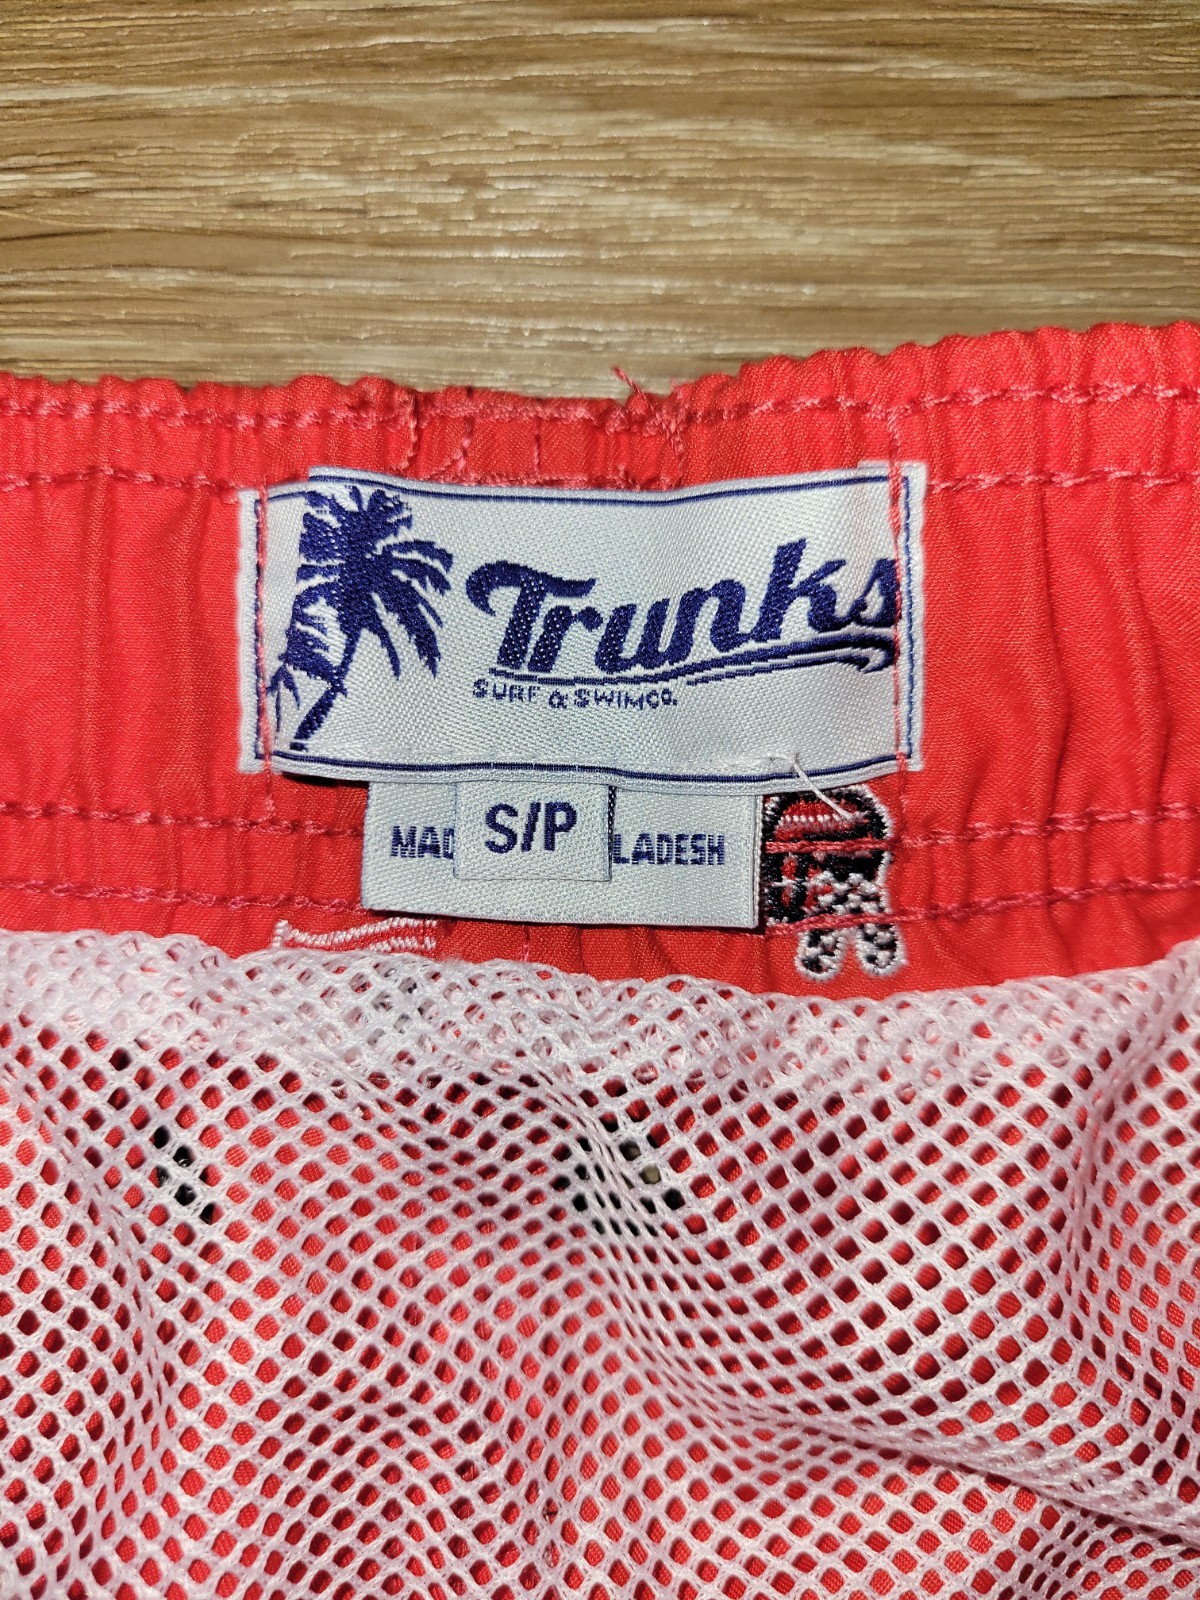 Trunks
SURF & SWIM CO.
S/P
MAD LADESH